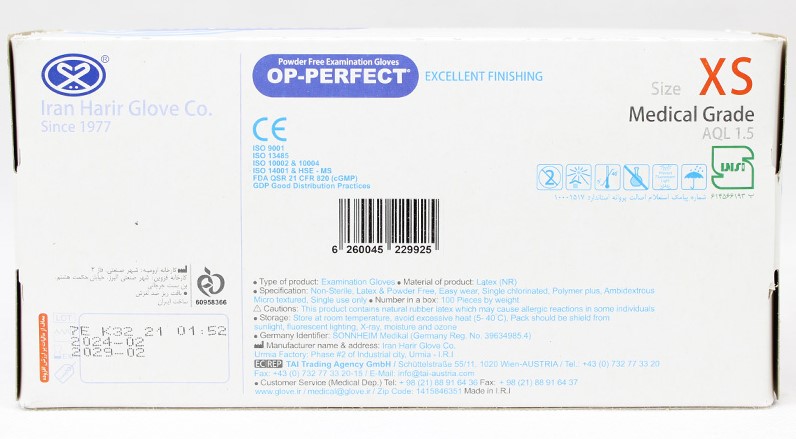 Iran Harir Glove Co.
Since 1977
Powder Free Examination Gloves
OP-PERFECT®
EXCELLENT FINISHING
Size XS
Medical Grade
AQL 1.5
CE
ISO 9001
ISO 13485
ISO 10002 & 10004
ISO 14001 & HSE - MS
FDA QSR 21 CFR 820 (cGMP)
GDP Good Distribution Practices
6 260045 229925
60958366
ساخت ایران
7E K32 21 01:52
2024-02
2029-02
• Type of product: Examination Gloves • Material of product: Latex (NR)
• Specification: Non-Sterile, Latex & Powder Free, Easy wear, Single chlorinated, Polymer plus, Ambidextrous
Micro textured, Single use only • Number in a box: 100 Pieces by weight
Cautions: This product contains natural rubber latex which may cause allergic reactions in some individuals
• Storage: Store at room temperature, avoid excessive heat (5-40˚C), Pack should be shield from
sunlight, fluorescent lighting, X-ray, moisture and ozone
• Germany Identifier: SONNHEIM Medikal (Germany Reg. No. 39634985-4)
Manufacturer name & address: Iran Harir Glove Co.
Urmia Factory: Phase #2 of Industrial city, Urmia - I.R.I
EC REP TAI Trading Agency GmbH / Schüttelstraße 55/11, 1020 Wien-AUSTRIA / Tel.: +43 (0) 732 77 33 20
Fax: +43 (0) 732 77 33 20-15 / E-Mail: info@tai-austria.com
• Customer Service (Medical Dep.) Tel: + 98 (21) 88 91 64 36 Fax: + 98 (21) 88 91 64 37
www.glove.ir / medical@glove.ir / Zip Code: 1415846351 Made in I.R.I